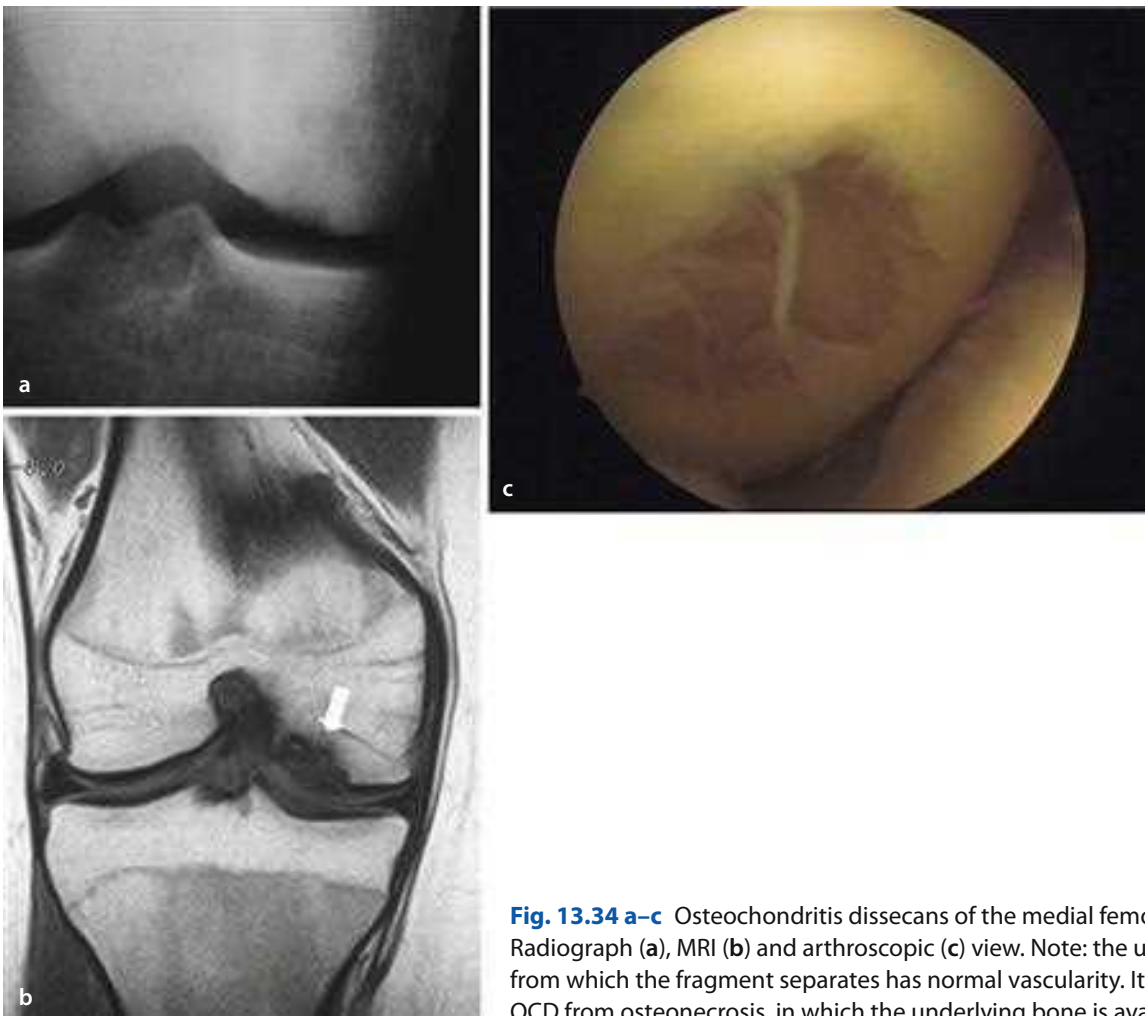 a
c
b
Fig. 13.34 a–c Osteochondritis dissecans of the medial femo
Radiograph (a), MRI (b) and arthroscopic (c) view. Note: the u
from which the fragment separates has normal vascularity. It
OCD from osteonecrosis, in which the underlying bone is ava